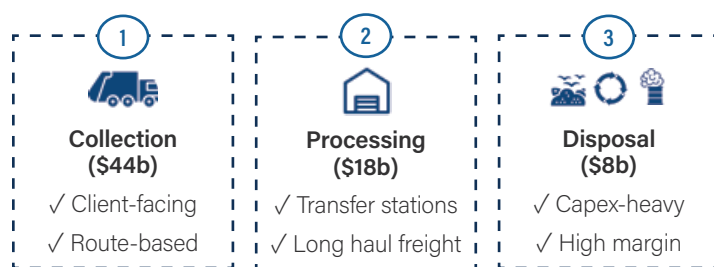 1
Collection
($44b)
✓ Client-facing
✓ Route-based
2
Processing
($18b)
✓ Transfer stations
✓ Long haul freight
3
Disposal
($8b)
✓ Capex-heavy
✓ High margin